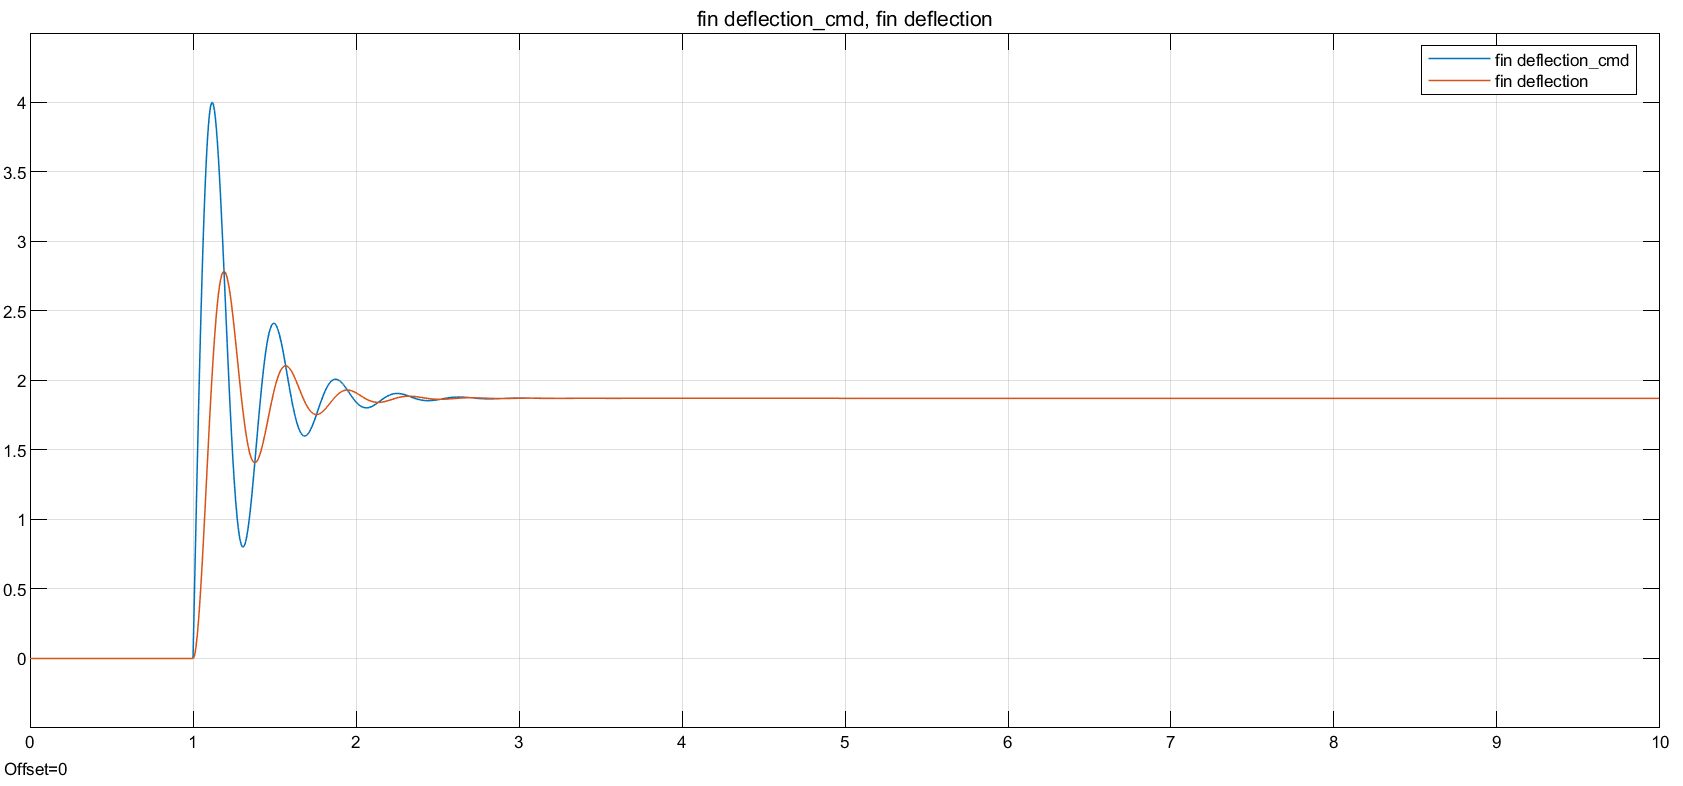 fin deflection_cmd, fin deflection
fin deflection_cmd
fin deflection
4
3.5
3
2.5
2
1.5
1
0.5
0
0 1 2 3 4 5 6 7 8 9 10
Offset=0